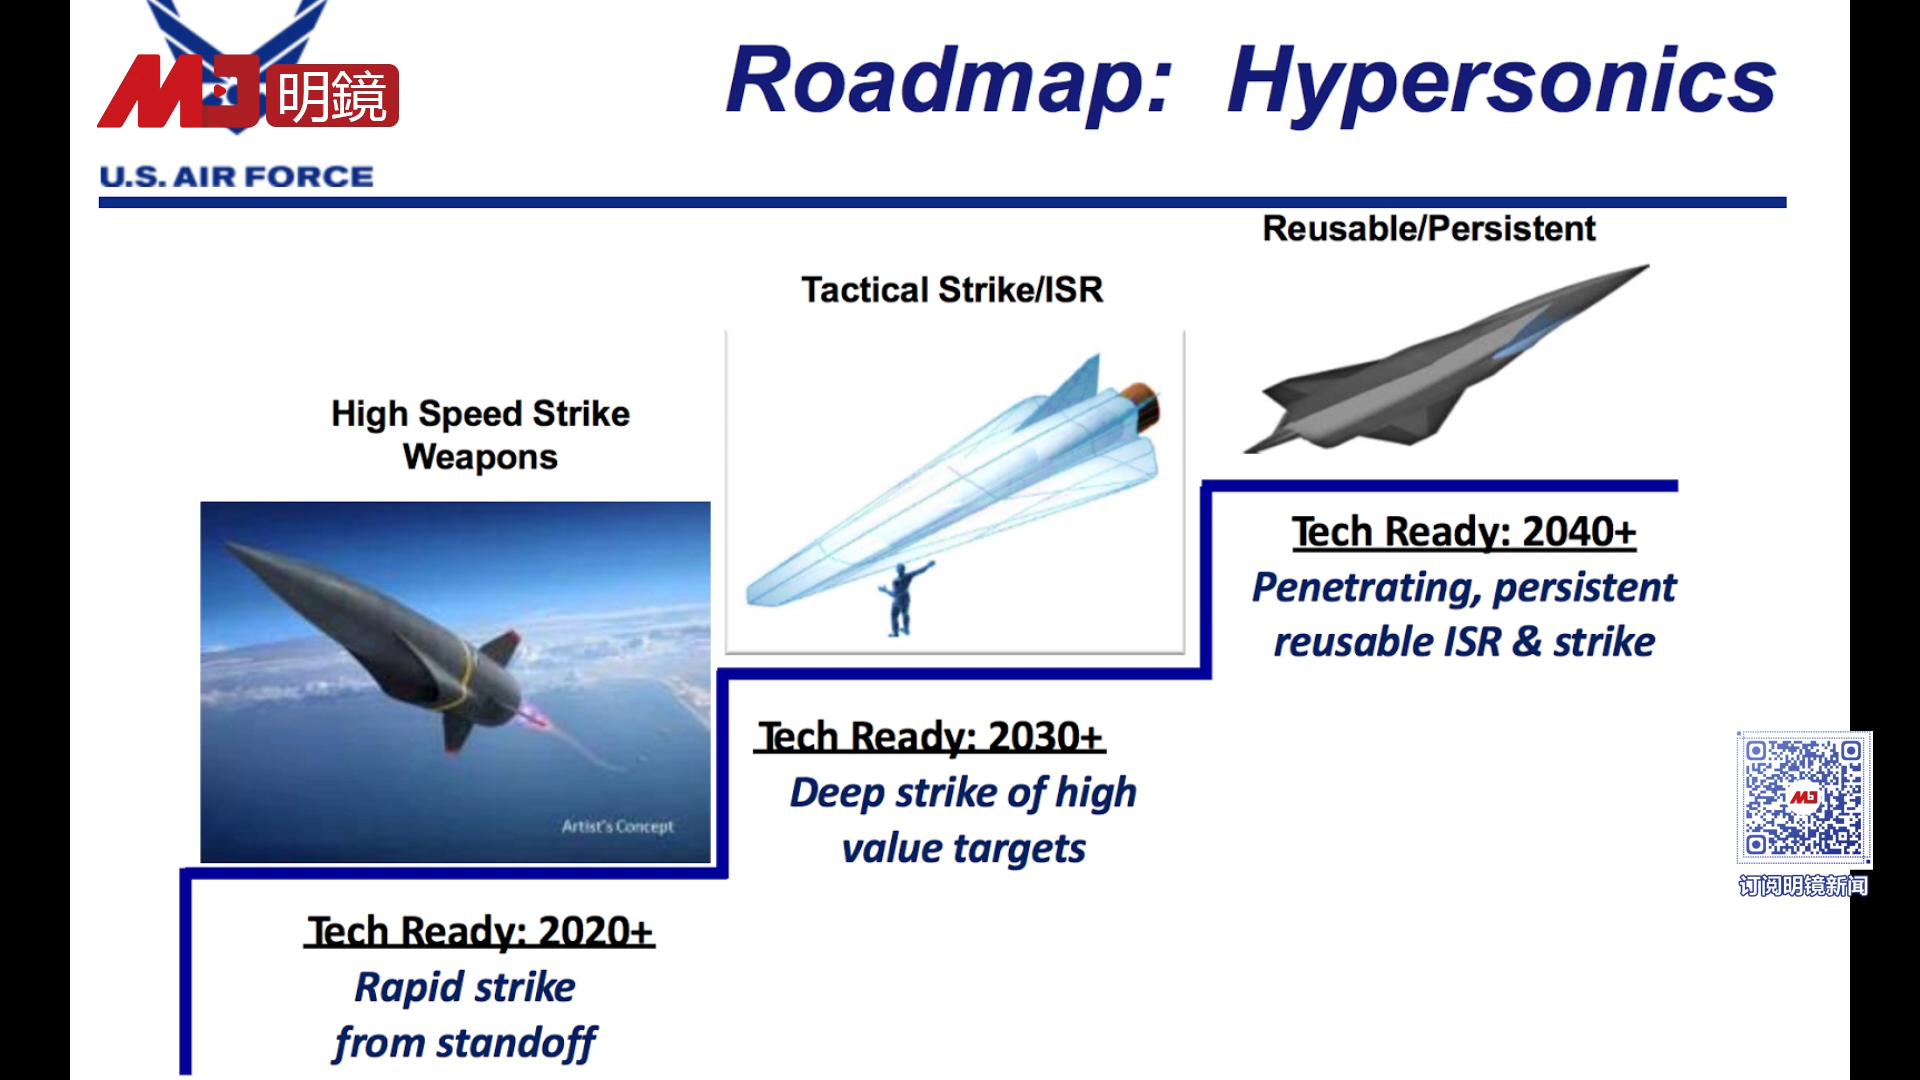 MJ 明鏡
U.S. AIR FORCE
Roadmap: Hypersonics
High Speed Strike
Weapons
Artist's Concept
Tech Ready: 2020+
Rapid strike
from standoff
Tactical Strike/ISR
Tech Ready: 2030+
Deep strike of high
value targets
Reusable/Persistent
Tech Ready: 2040+
Penetrating, persistent
reusable ISR & strike
MJ
订阅明镜新闻